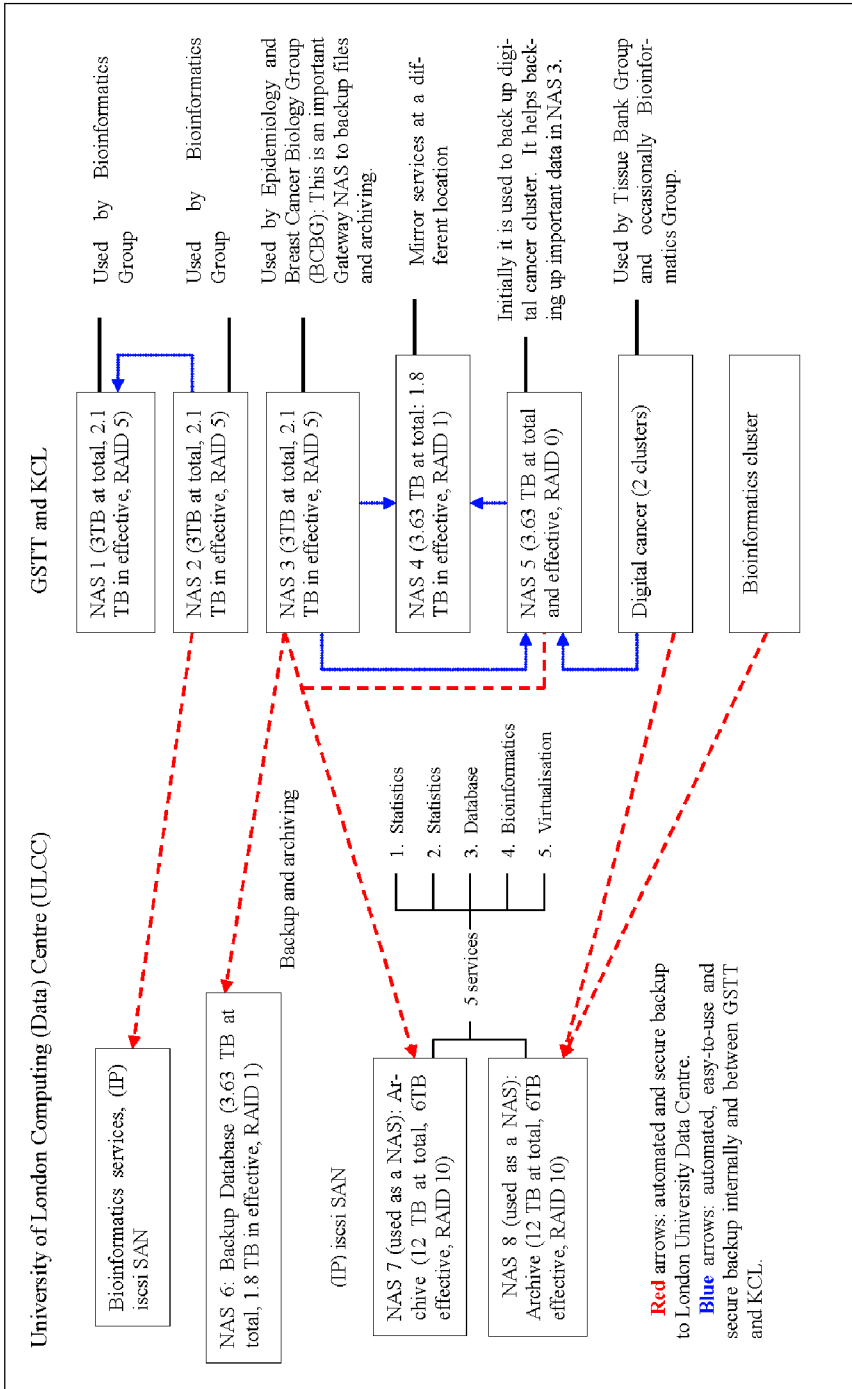 University of London Computing (Data) Centre (ULCC)
GSTT and KCL
Bioinformatics services, (IP)
iscsi SAN
NAS 6: Backup Database (3.63 TB at
total, 1.8 TB in effective, RAID 1)
Backup and archiving
(IP) iscsi SAN
NAS 7 (used as a NAS): Ar-
chive (12 TB at total, 6TB
effective, RAID 10)
NAS 8 (used as a NAS):
Archive (12 TB at total, 6TB
effective, RAID 10)
5 services
1. Statistics
2. Statistics
3. Database
4. Bioinformatics
5. Virtualisation
Red arrows: automated and secure backup
to London University Data Centre.
Blue arrows: automated, easy-to-use and
secure backup internally and between GSTT
and KCL.
NAS 1 (3TB at total, 2.1
TB in effective, RAID 5)
NAS 2 (3TB at total, 2.1
TB in effective, RAID 5)
NAS 3 (3TB at total, 2.1
TB in effective, RAID 5)
NAS 4 (3.63 TB at total: 1.8
TB in effective, RAID 1)
NAS 5 (3.63 TB at total
and effective, RAID 0)
Digital cancer (2 clusters)
Bioinformatics cluster
Used by Bioinformatics
Group
Used by Bioinformatics
Group
Used by Epidemiology and
Breast Cancer Biology Group
(BCBG): This is an important
Gateway NAS to backup files
and archiving.
Mirror services at a dif-
ferent location
Initially it is used to back up digi-
tal cancer cluster. It helps back-
ing up important data in NAS 3.
Used by Tissue Bank Group
and occasionally Bioinfor-
matics Group.